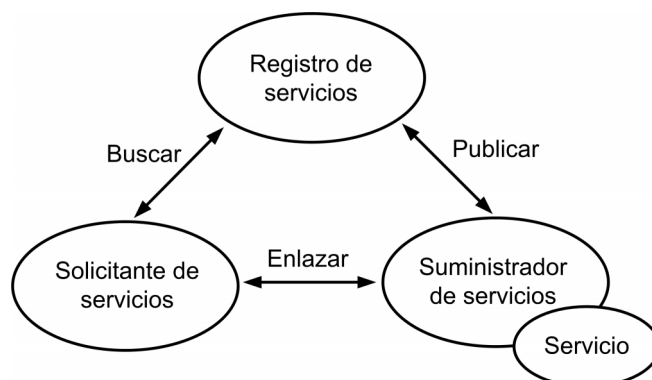 Registro de
servicios
Buscar
Publicar
Solicitante de
servicios
Enlazar
Suministrador
de servicios
Servicio